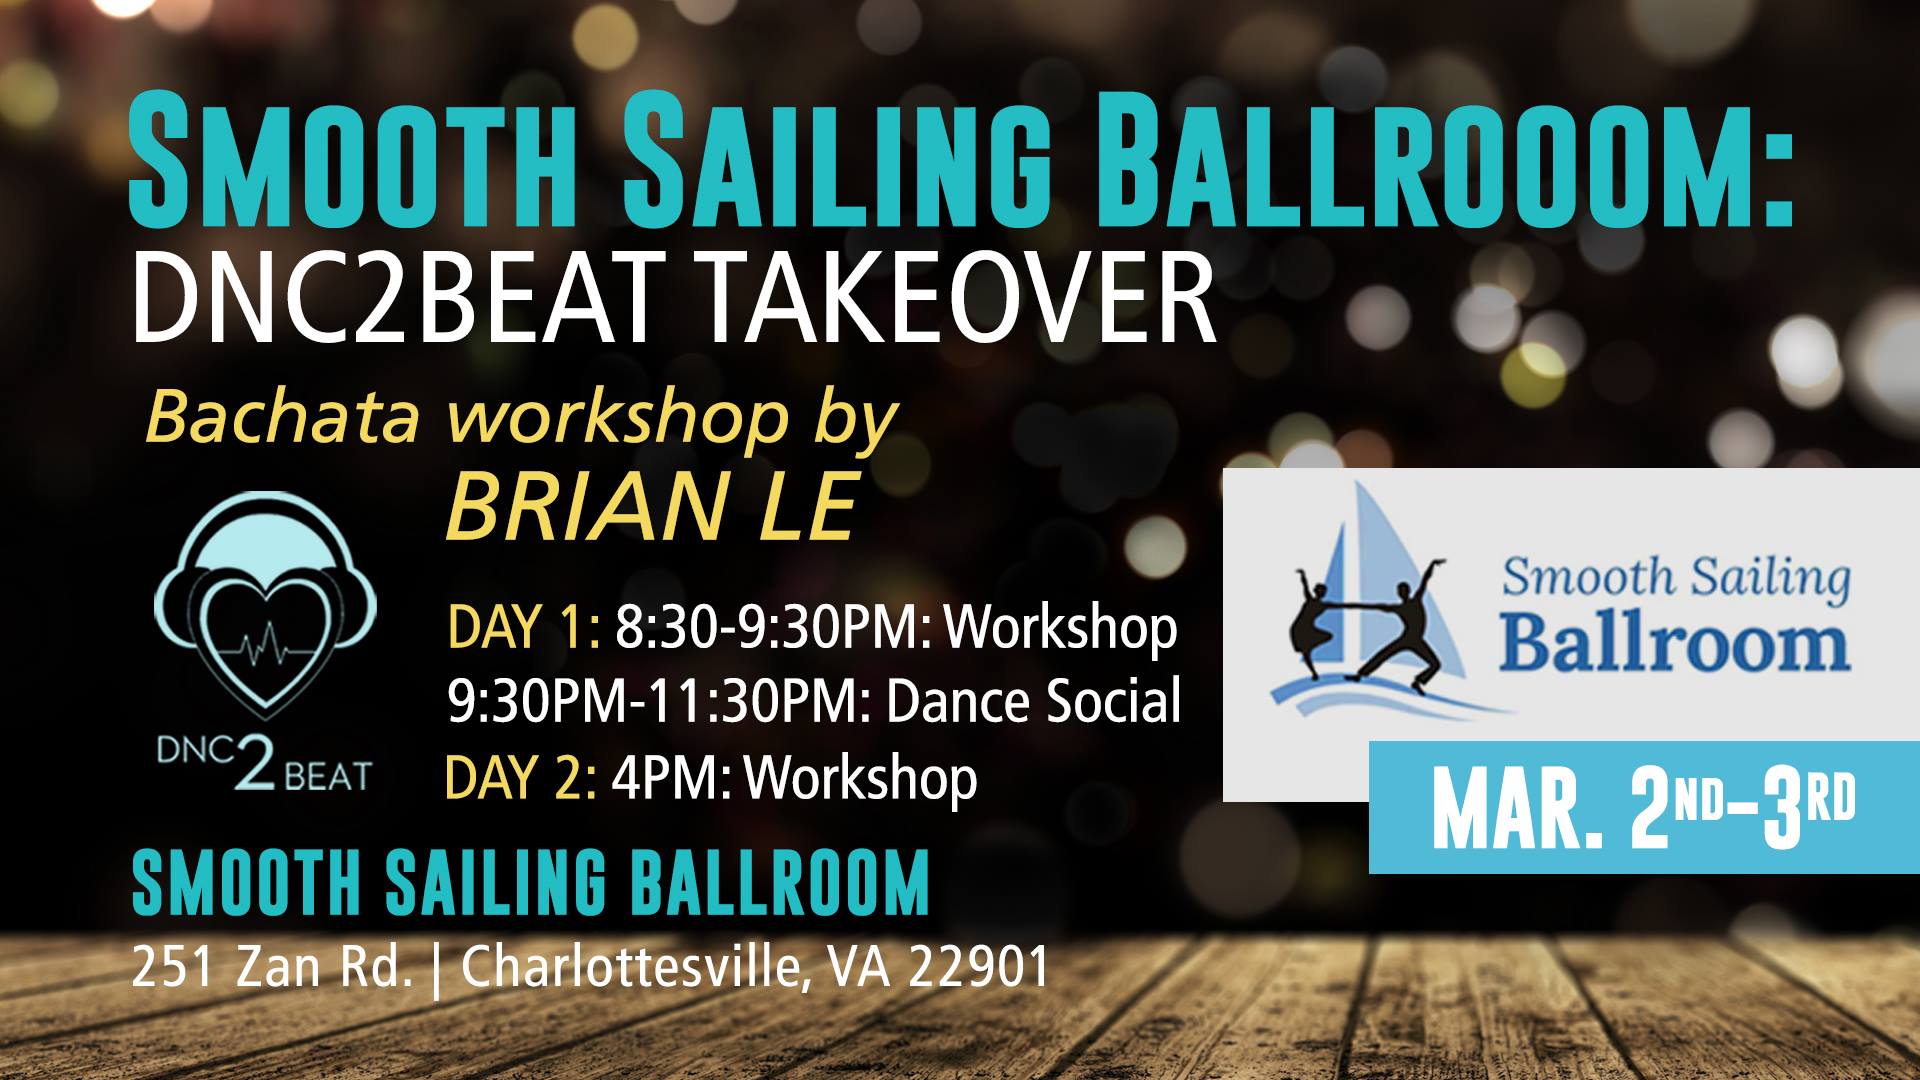 SMOOTH SAILING BALLROOOM:
DNC2BEAT TAKEOVER
Bachata workshop by
BRIAN LE
DAY 1: 8:30-9:30PM: Workshop
9:30PM-11:30PM: Dance Social
DAY 2: 4PM: Workshop
DNC2BEAT
Smooth Sailing
Ballroom
MAR. 2ND-3RD
SMOOTH SAILING BALLROOM
251 Zan Rd. | Charlottesville, VA 22901